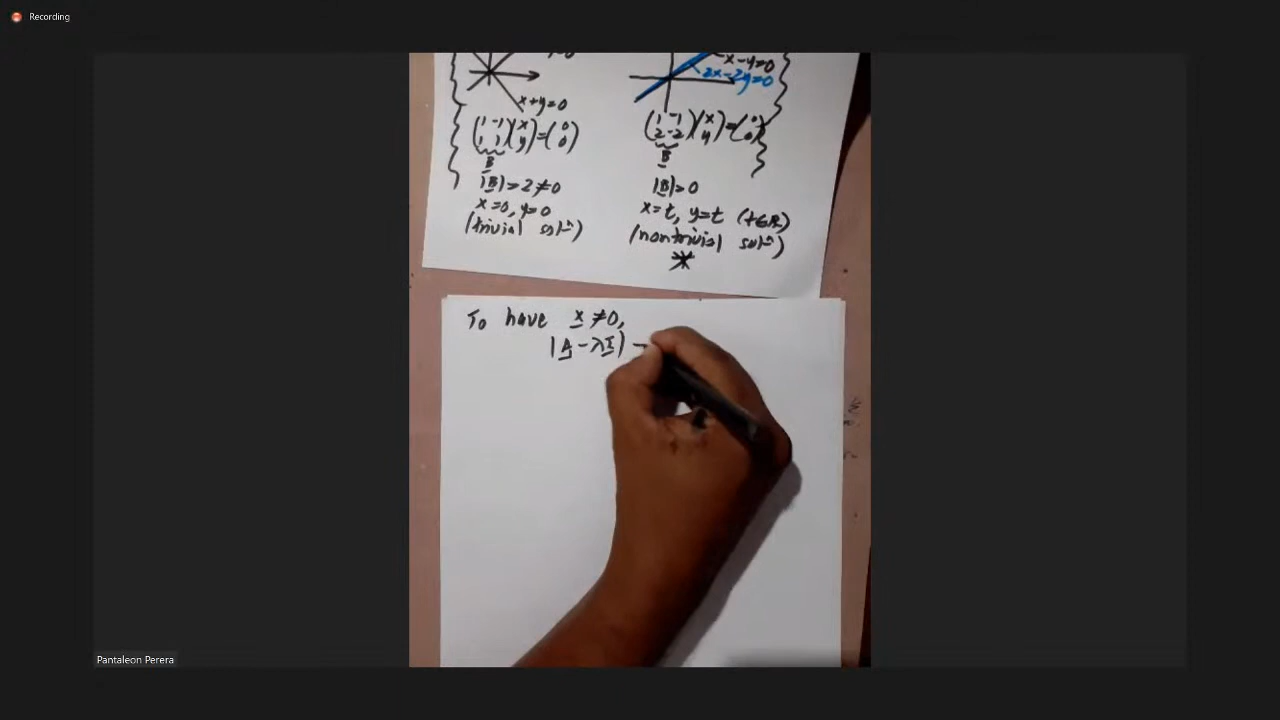 Recording
x+y=0
(1 -1
1 1)(x
y)=(0
0)
B
|B|=2≠0
x=0, y=0
(trivial solⁿ)
x-y=0
2x-2y=0
(1 -1
2 -2)(x
y)=(0
0)
B
|B|=0
x=t, y=t (t∈R)
(nontrivial solⁿ)
To have x≠0,
|A-λI|
Pantaleon Perera